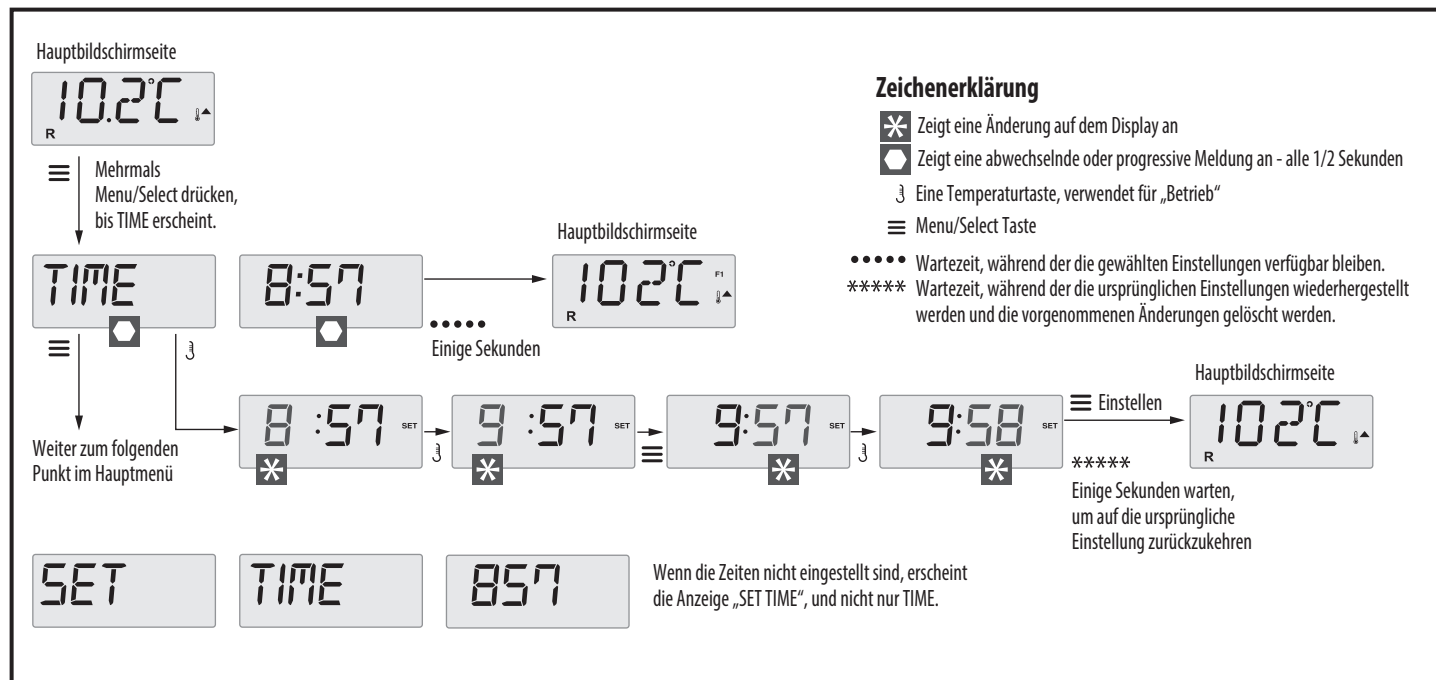 Hauptbildschirmseite
10.2°C
R
Mehrmals
Menu/Select drücken,
bis TIME erscheint.
Zeichenerklärung
Zeigt eine Änderung auf dem Display an
Zeigt eine abwechselnde oder progressive Meldung an - alle 1/2 Sekunden
Eine Temperaturtaste, verwendet für „Betrieb“
Menu/Select Taste
••••• Wartezeit, während der die gewählten Einstellungen verfügbar bleiben.
***** Wartezeit, während der die ursprünglichen Einstellungen wiederhergestellt
werden und die vorgenommenen Änderungen gelöscht werden.
TIME
8:57
•••••
Einige Sekunden
Hauptbildschirmseite
102°C
F1
R
Weiter zum folgenden
Punkt im Hauptmenü
8 :57 SET
9 :57 SET
9:57 SET
9:58 SET
Einstellen
*****
Einige Sekunden warten,
um auf die ursprüngliche
Einstellung zurückzukehren
Hauptbildschirmseite
102°C
R
SET
TIME
857
Wenn die Zeiten nicht eingestellt sind, erscheint
die Anzeige „SET TIME“, und nicht nur TIME.